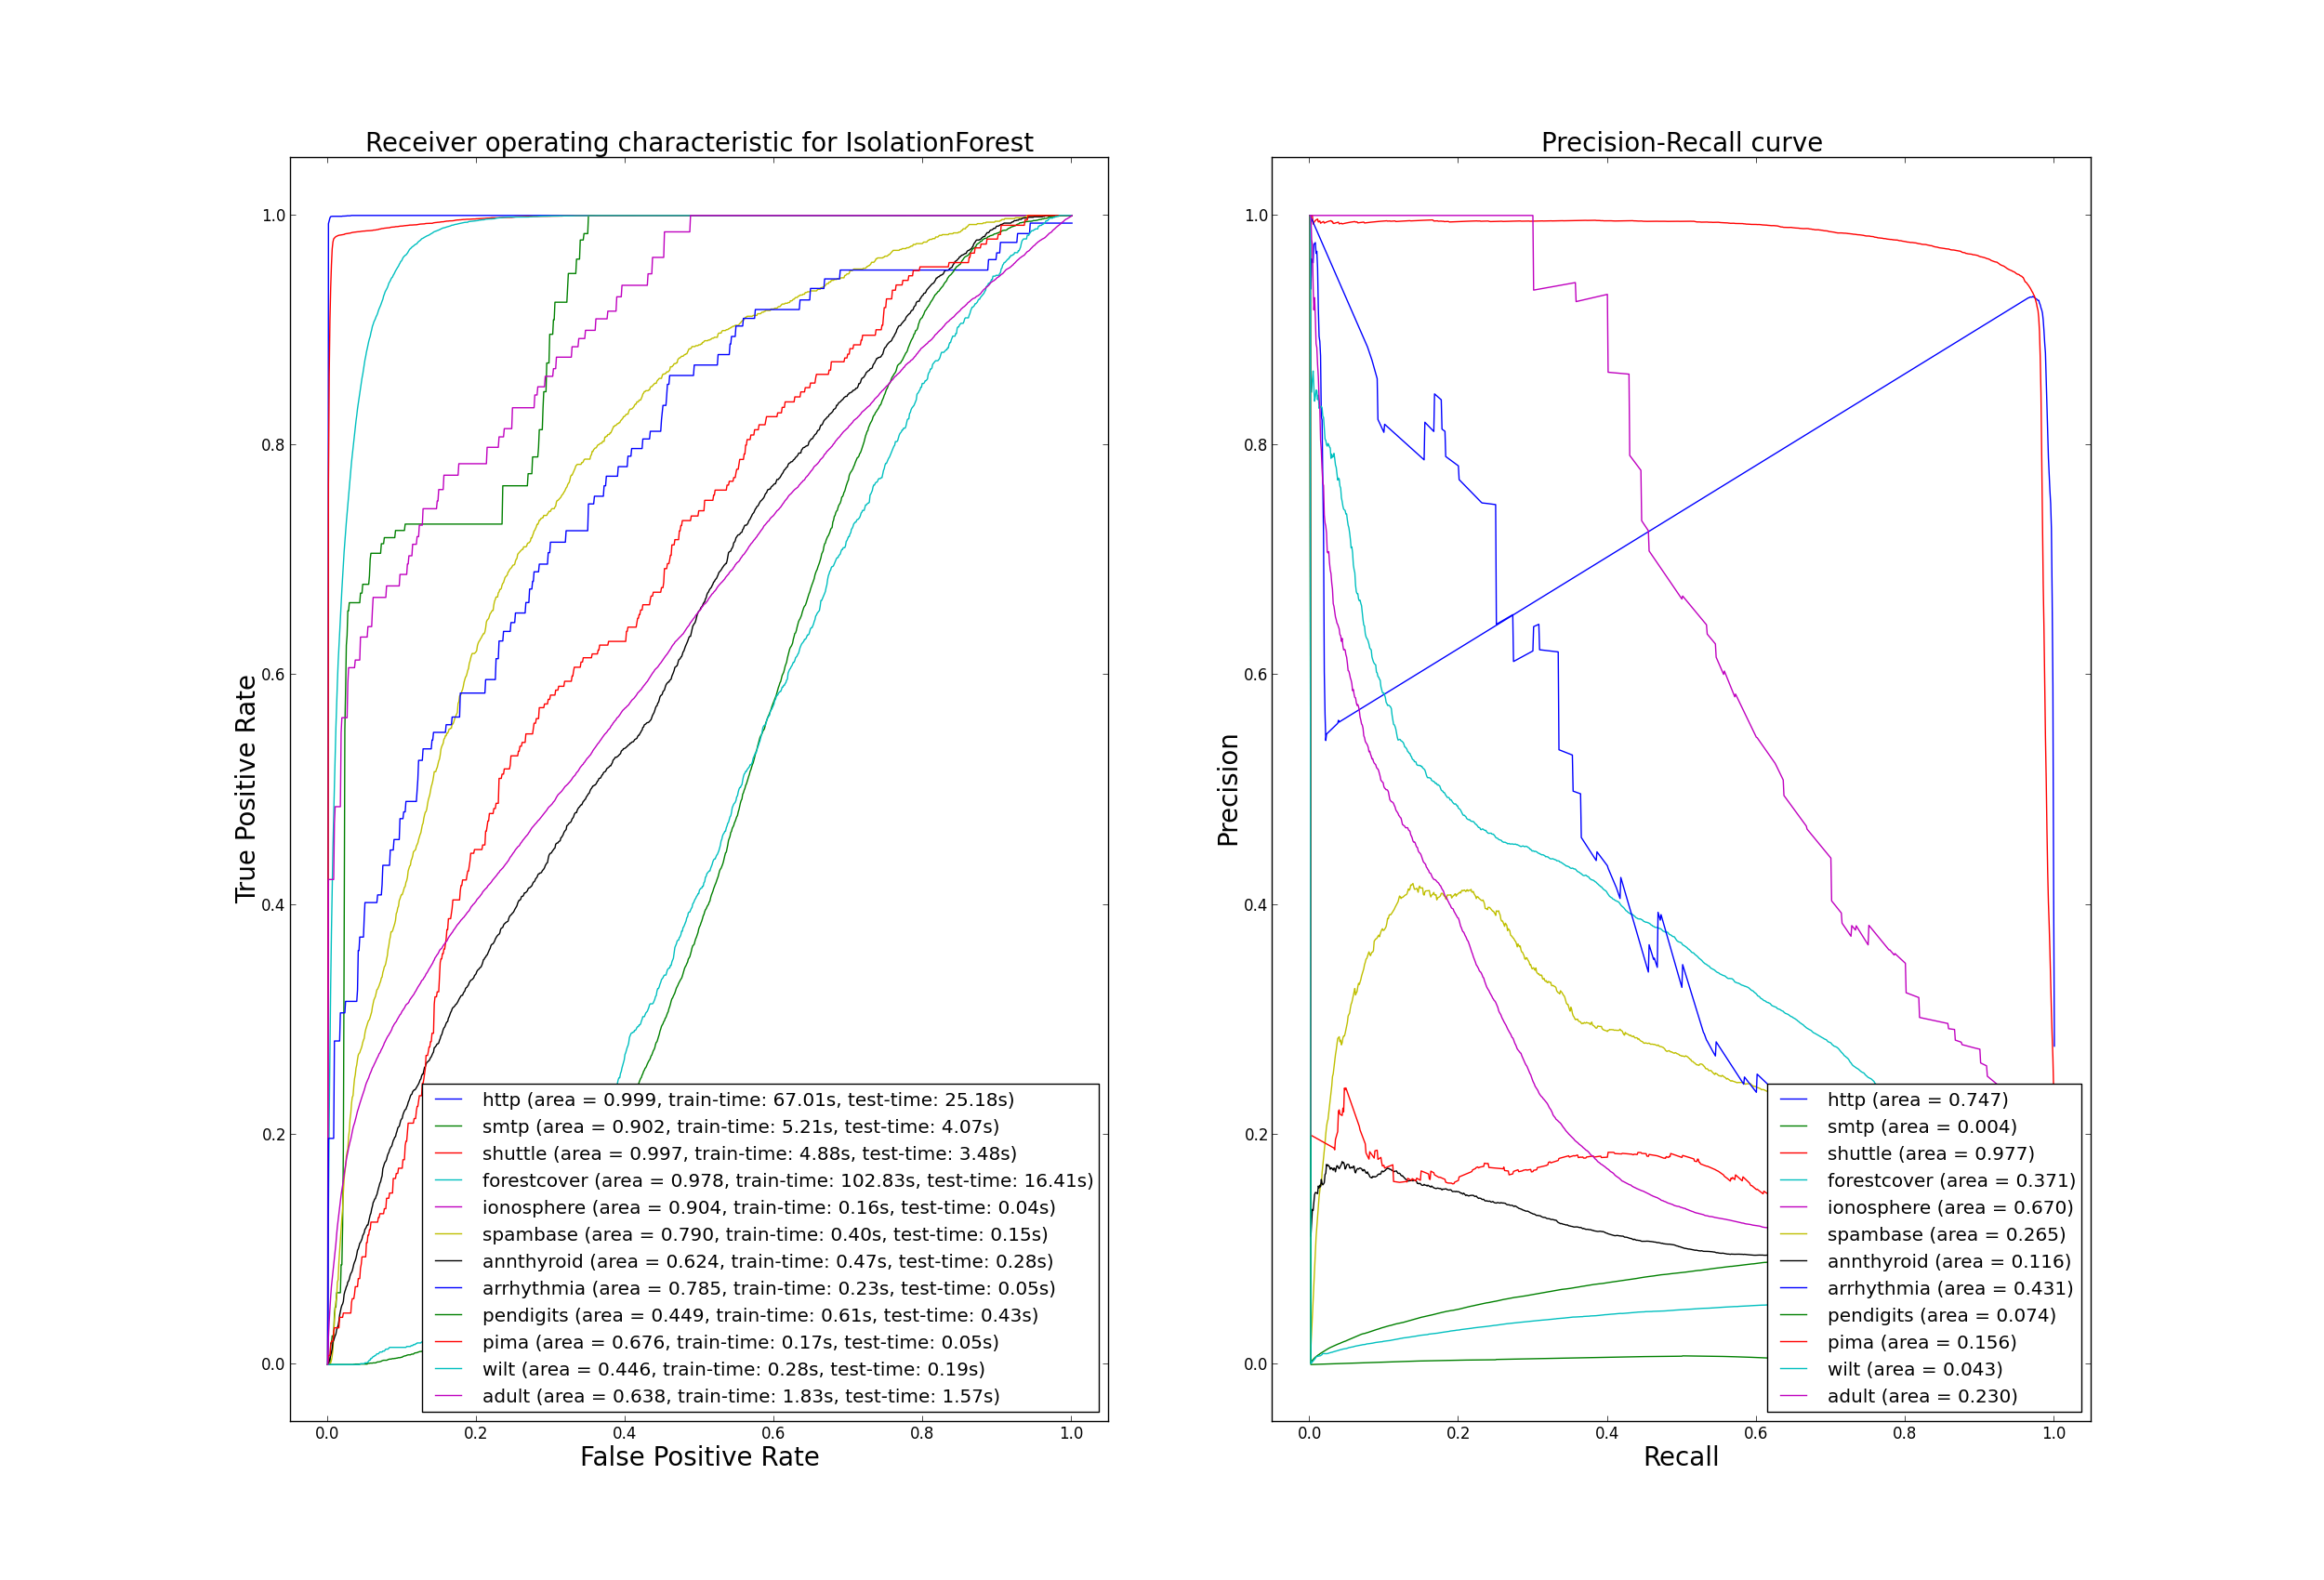 Receiver operating characteristic for IsolationForest
True Positive Rate
1.0
0.8
0.6
0.4
0.2
0.0
http (area = 0.999, train-time: 67.01s, test-time: 25.18s)
smtp (area = 0.902, train-time: 5.21s, test-time: 4.07s)
shuttle (area = 0.997, train-time: 4.88s, test-time: 3.48s)
forestcover (area = 0.978, train-time: 102.83s, test-time: 16.41s)
ionosphere (area = 0.904, train-time: 0.16s, test-time: 0.04s)
spambase (area = 0.790, train-time: 0.40s, test-time: 0.15s)
annthyroid (area = 0.624, train-time: 0.47s, test-time: 0.28s)
arrhythmia (area = 0.785, train-time: 0.23s, test-time: 0.05s)
pendigits (area = 0.449, train-time: 0.61s, test-time: 0.43s)
pima (area = 0.676, train-time: 0.17s, test-time: 0.05s)
wilt (area = 0.446, train-time: 0.28s, test-time: 0.19s)
adult (area = 0.638, train-time: 1.83s, test-time: 1.57s)
0.0 0.2 0.4 0.6 0.8 1.0
False Positive Rate
Precision-Recall curve
Precision
1.0
0.8
0.6
0.4
0.2
0.0
http (area = 0.747)
smtp (area = 0.004)
shuttle (area = 0.977)
forestcover (area = 0.371)
ionosphere (area = 0.670)
spambase (area = 0.265)
annthyroid (area = 0.116)
arrhythmia (area = 0.431)
pendigits (area = 0.074)
pima (area = 0.156)
wilt (area = 0.043)
adult (area = 0.230)
0.0 0.2 0.4 0.6 0.8 1.0
Recall